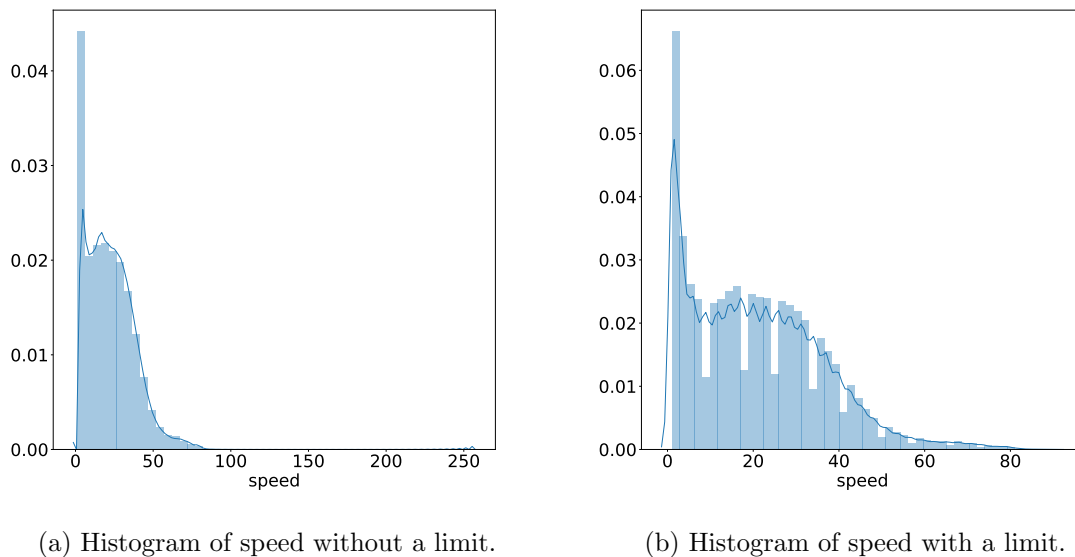 0.04
0.03
0.02
0.01
0.00
0 50 100 150 200 250
speed
0.06
0.05
0.04
0.03
0.02
0.01
0.00
0 20 40 60 80
speed
(a) Histogram of speed without a limit.
(b) Histogram of speed with a limit.